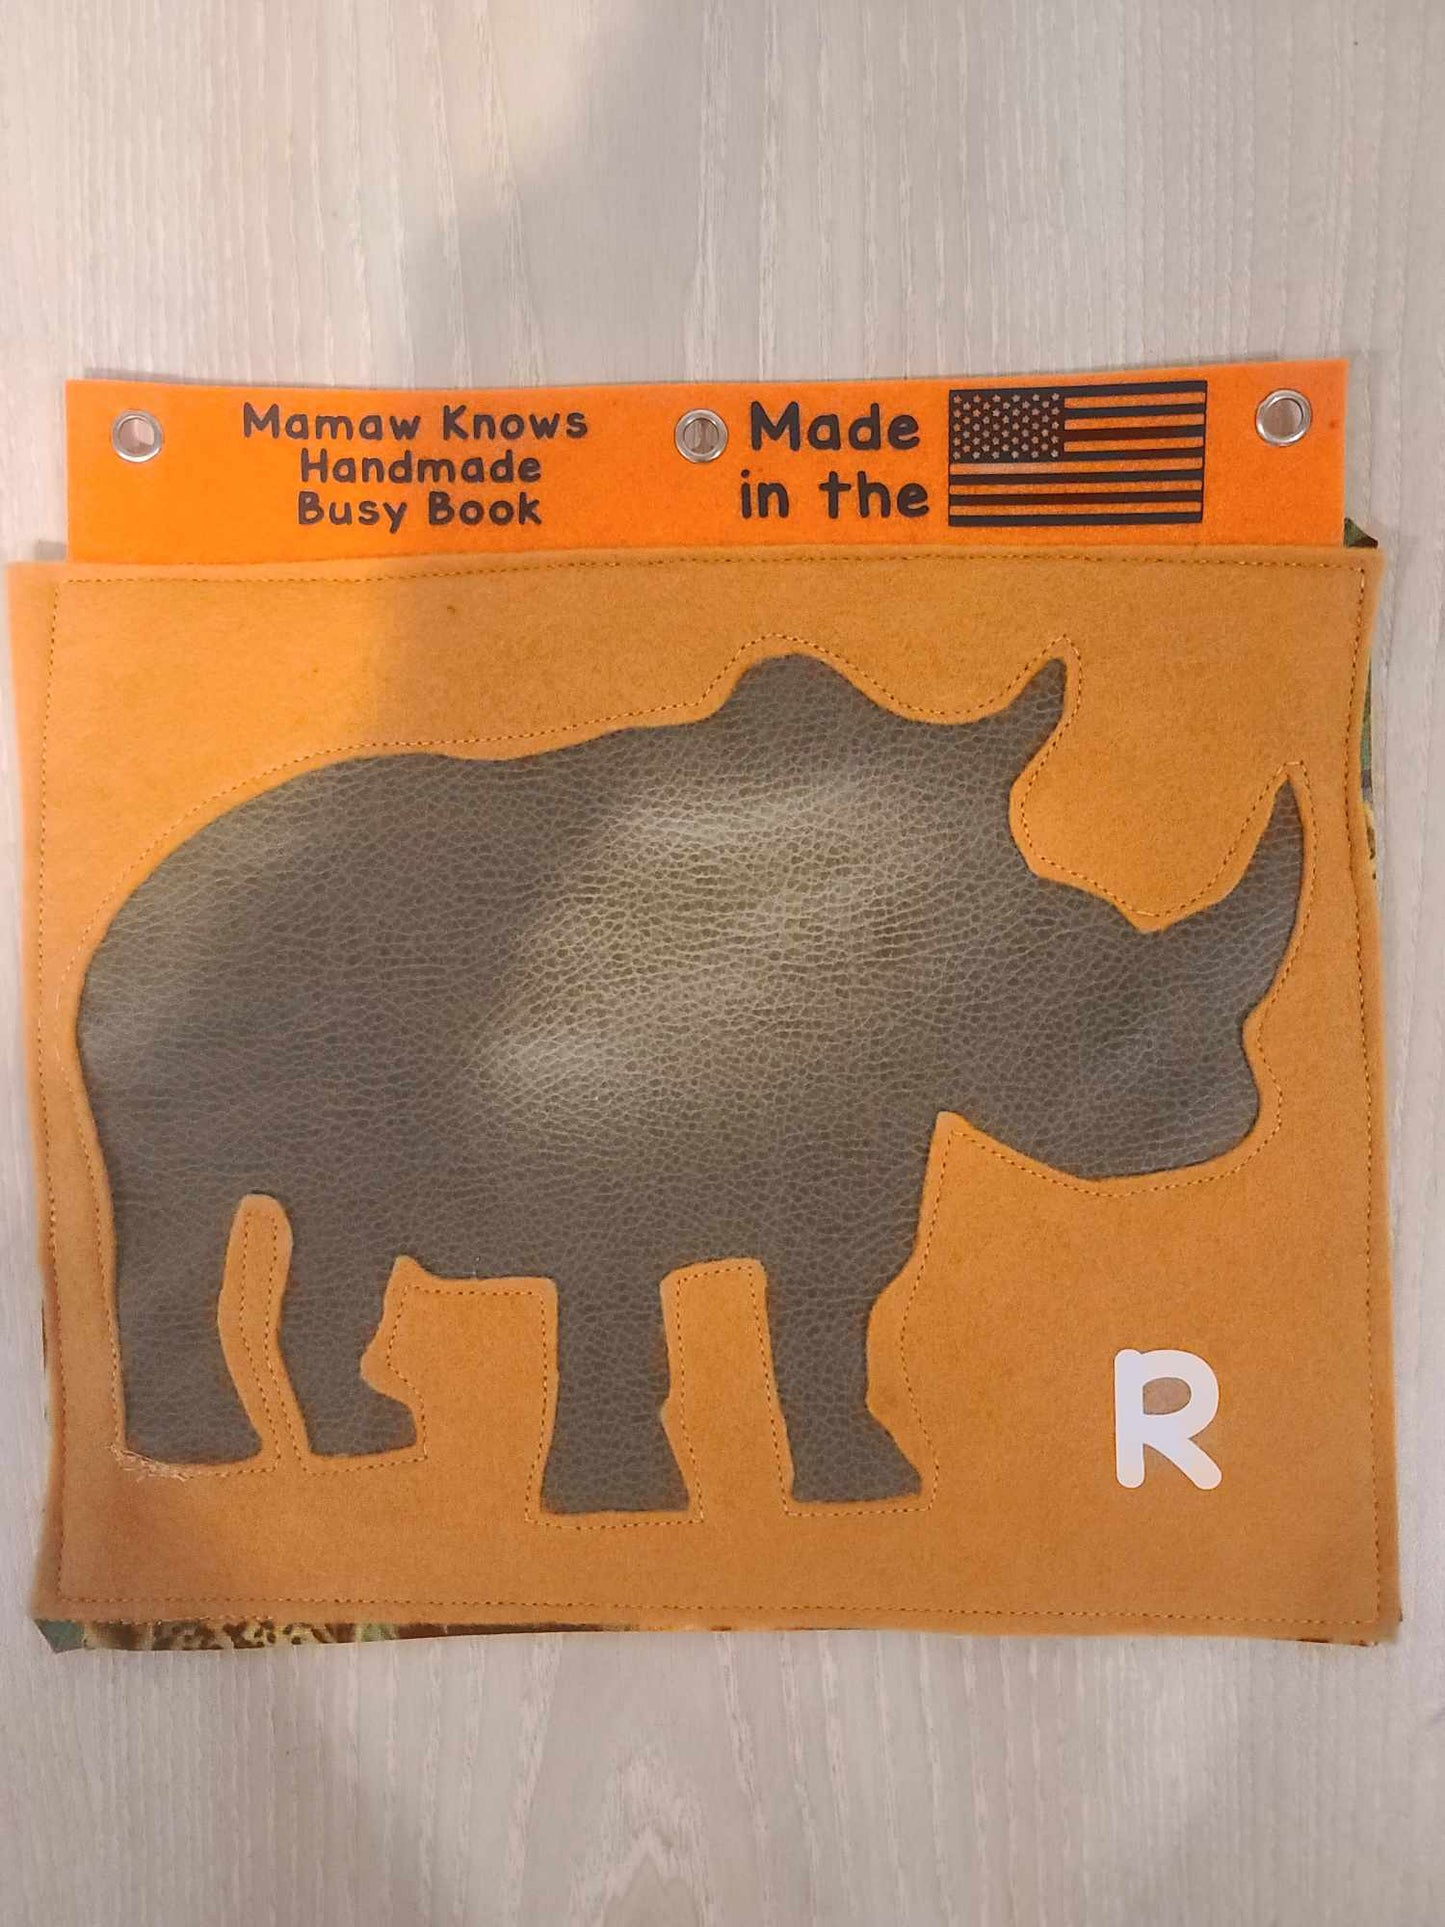 Mamaw Knows
Handmade
Busy Book
Made
in the
R